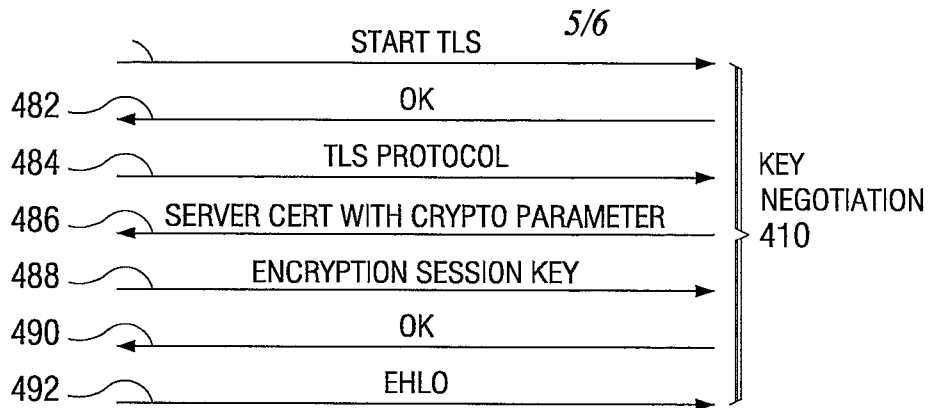 5/6
START TLS
482
OK
484
TLS PROTOCOL
486
SERVER CERT WITH CRYPTO PARAMETER
488
ENCRYPTION SESSION KEY
490
OK
492
EHLO
KEY
NEGOTIATION
410